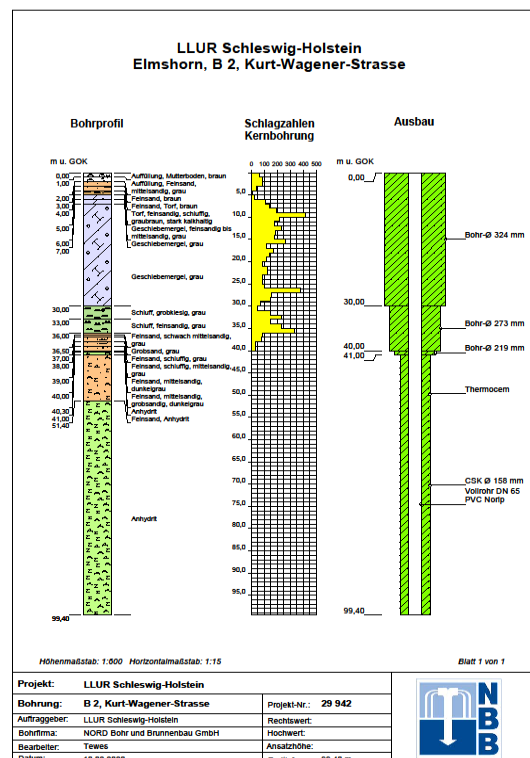 LLUR Schleswig-Holstein
Elmshorn, B 2, Kurt-Wagener-Strasse
Bohrprofil
m u. GOK
0,00
1,00
2,00
3,00
4,00
5,00
6,00
7,00
30,00
33,00
36,00
36,50
37,00
38,00
39,00
40,00
40,30
41,00
51,40
99,40
Auffüllung, Mutterboden, braun
Auffüllung, Feinsand,
mittelsandig, grau
Feinsand, braun
Feinsand, Torf, braun
Torf, feinsandig, schluffig,
graubraun, stark kalkhaltig
Geschiebemergel, feinsandig bis
mittelsandig, grau
Geschiebemergel, grau
Geschiebemergel, grau
Schluff, grobkiesig, grau
Schluff, feinsandig, grau
Feinsand, schwach mittelsandig,
grau
Grobsand, grau
Feinsand, schluffig, grau
Feinsand, schluffig, mittelsandig,
grau
Feinsand, mittelsandig,
dunkelgrau
Feinsand, mittelsandig,
grobsandig, dunkelgrau
Anhydrit
Feinsand, Anhydrit
Anhydrit
Schlagzahlen
Kernbohrung
0 100 200 300 400 500
5,0
10,0
15,0
20,0
25,0
30,0
35,0
40,0
45,0
50,0
55,0
60,0
65,0
70,0
75,0
80,0
85,0
90,0
95,0
Ausbau
m u. GOK
0,00
30,00
40,00
41,00
99,40
Bohr-Ø 324 mm
Bohr-Ø 273 mm
Bohr-Ø 219 mm
Thermocem
CSK Ø 158 mm
Vollrohr DN 65
PVC Norip
Höhenmaßstab: 1:600 Horizontalmaßstab: 1:15
Blatt 1 von 1
Projekt: LLUR Schleswig-Holstein
Bohrung: B 2, Kurt-Wagener-Strasse
Projekt-Nr.: 29 942
Auftraggeber: LLUR Schleswig-Holstein
Rechtswert:
Bohrfirma: NORD Bohr und Brunnenbau GmbH
Hochwert:
Bearbeiter: Tewes
Ansatzhöhe:
Datum:
NBB